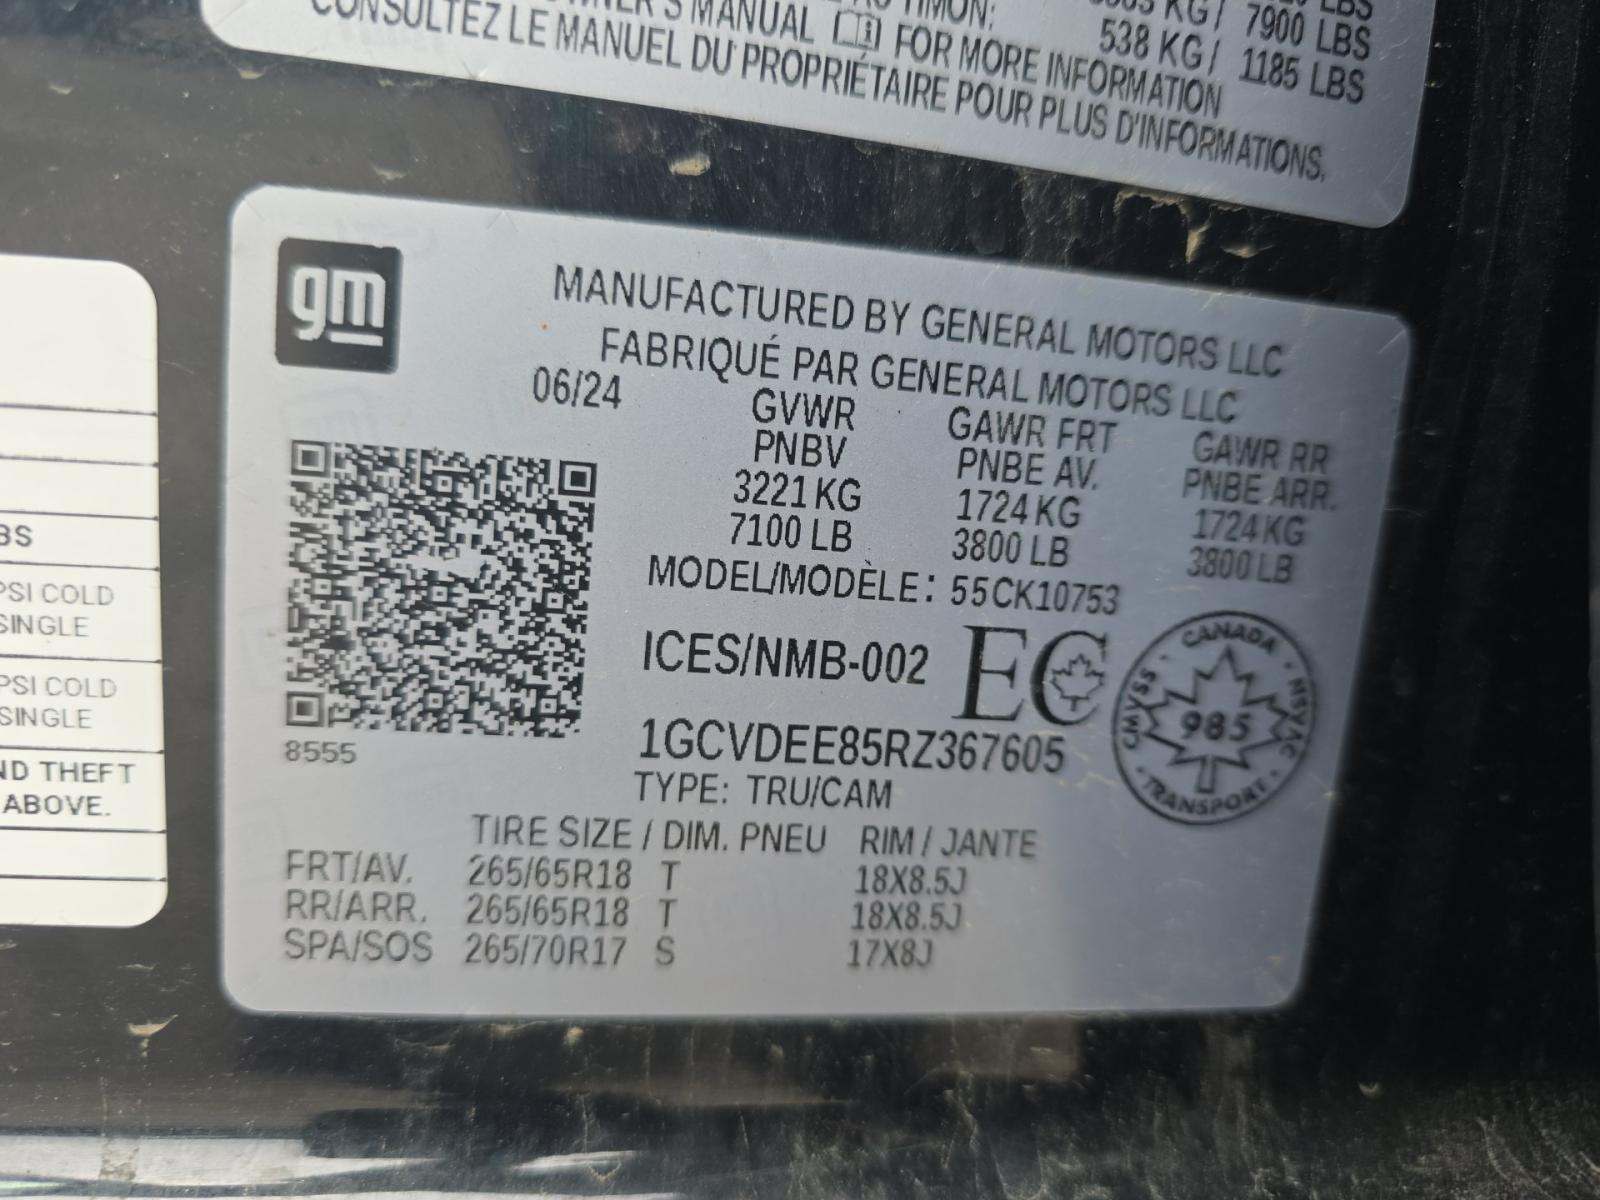 538 KG / 1185 LBS
7900 LBS
MANUAL FOR MORE INFORMATION
CONSULTEZ LE MANUEL DU PROPRIÉTAIRE POUR PLUS D'INFORMATIONS.
gm
MANUFACTURED BY GENERAL MOTORS LLC
FABRIQUÉ PAR GENERAL MOTORS LLC
06/24
GVWR GAWR FRT GAWR RR
PNBV PNBE AV. PNBE ARR.
3221 KG 1724 KG 1724 KG
7100 LB 3800 LB 3800 LB
MODEL/MODÈLE: 55CK10753
ICES/NMB-002 EC
CANADA · NSVAC · TRANSPORT · CMVSS ·
985
1GCVDEE85RZ367605
8555
TYPE: TRU/CAM
TIRE SIZE / DIM. PNEU RIM / JANTE
FRT/AV. 265/65R18 T 18X8.5J
RR/ARR. 265/65R18 T 18X8.5J
SPA/SOS 265/70R17 S 17X8J
PSI COLD
SINGLE
PSI COLD
SINGLE
THEFT
ABOVE.